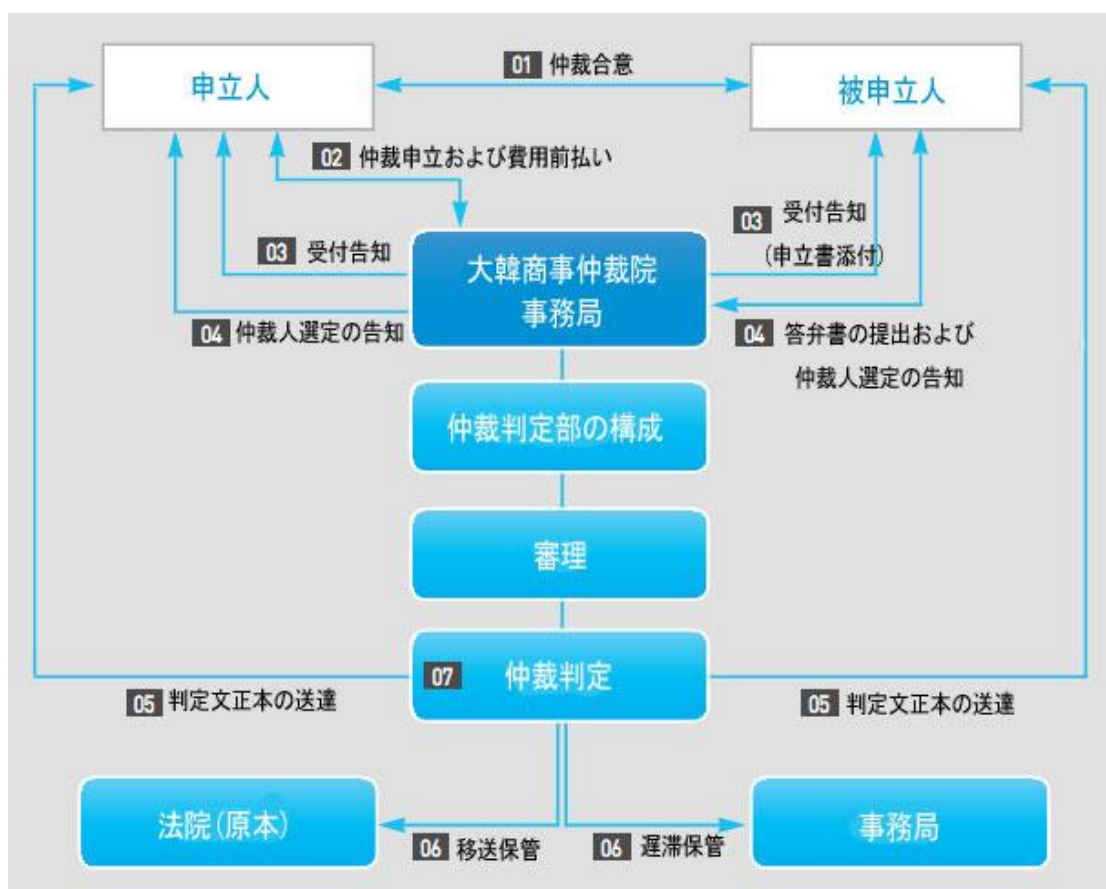 01 仲裁合意
申立人
被申立人
02 仲裁申立および費用前払い
03 受付告知
03 受付告知
(申立書添付)
大韓商事仲裁院
事務局
04 仲裁人選定の告知
04 答弁書の提出および
仲裁人選定の告知
仲裁判定部の構成
審理
07 仲裁判定
05 判定文正本の送達
05 判定文正本の送達
法院(原本)
06 移送保管
06 遅滞保管
事務局